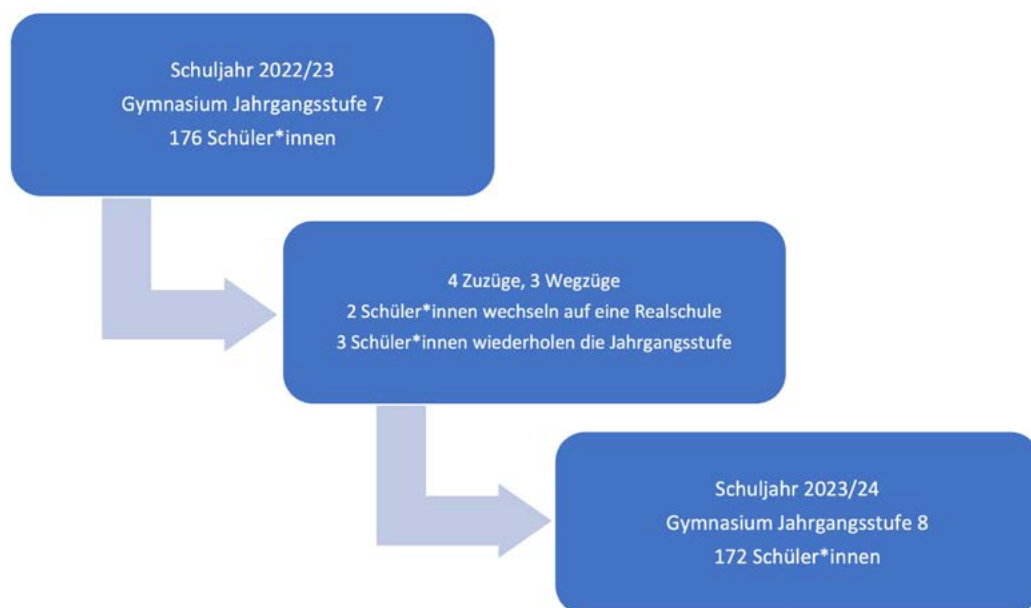 Schuljahr 2022/23
Gymnasium Jahrgangsstufe 7
176 Schüler*innen
4 Zuzüge, 3 Wegzüge
2 Schüler*innen wechseln auf eine Realschule
3 Schüler*innen wiederholen die Jahrgangsstufe
Schuljahr 2023/24
Gymnasium Jahrgangsstufe 8
172 Schüler*innen